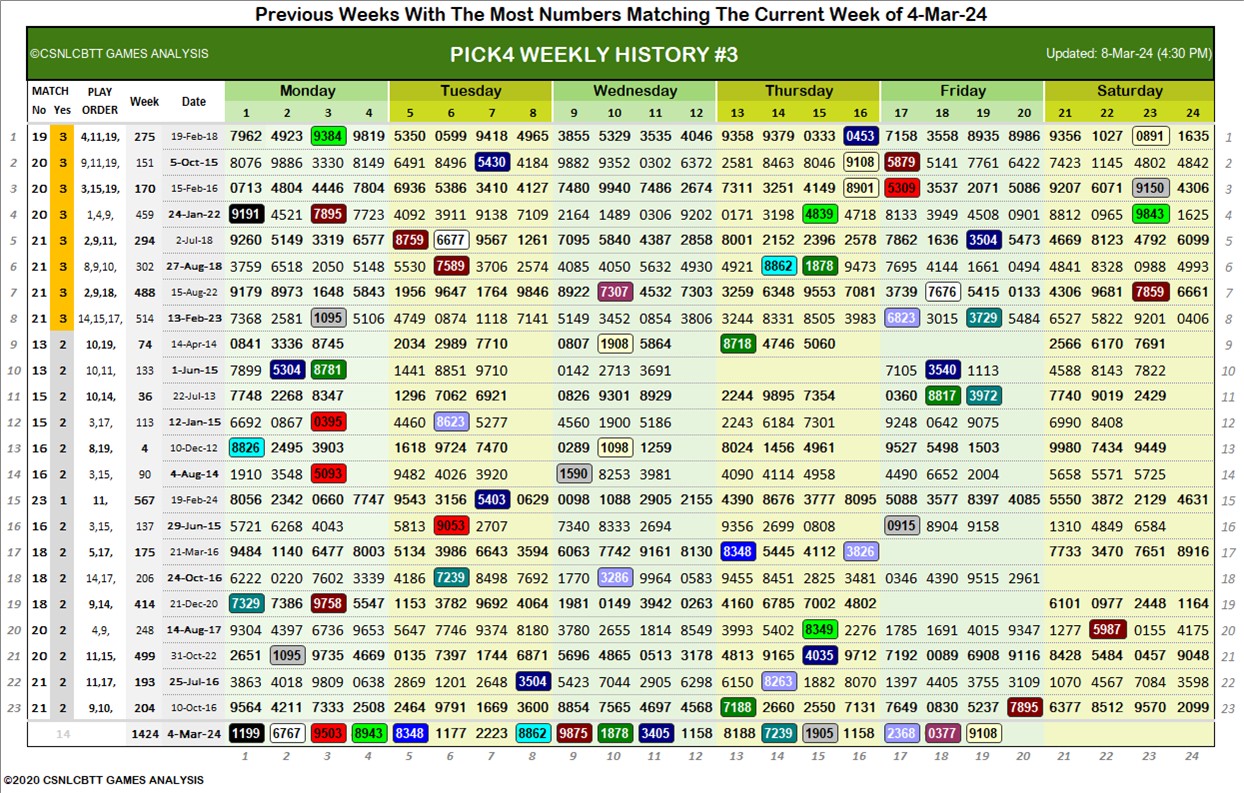 Previous Weeks With The Most Numbers Matching The Current Week of 4-Mar-24
©CSNLCBTT GAMES ANALYSIS PICK4 WEEKLY HISTORY #3 Updated: 8-Mar-24 (4:30 PM)
MATCH PLAY Week Date Monday Tuesday Wednesday Thursday Friday Saturday
No Yes ORDER 1 2 3 4 5 6 7 8 9 10 11 12 13 14 15 16 17 18 19 20 21 22 23 24
1 19 3 4,11,19, 275 19-Feb-18 7962 4923 9384 9819 5350 0599 9418 4965 3855 5329 3535 4046 9358 9379 0333 0453 7158 3558 8935 8986 9356 1027 0891 1635 1
2 20 3 9,11,19, 151 5-Oct-15 8076 9886 3330 8149 6491 8496 5430 4184 9882 9352 0302 6372 2581 8463 8046 9108 5879 5141 7761 6422 7423 1145 4802 4842 2
3 20 3 3,15,19, 170 15-Feb-16 0713 4804 4446 7804 6936 5386 3410 4127 7480 9940 7486 2674 7311 3251 4149 8901 5309 3537 2071 5086 9207 6071 9150 4306 3
4 20 3 1,4,9, 459 24-Jan-22 9191 4521 7895 7723 4092 3911 9138 7109 2164 1489 0306 9202 0171 3198 4839 4718 8133 3949 4508 0901 8812 0965 9843 1625 4
5 21 3 2,9,11, 294 2-Jul-18 9260 5149 3319 6577 8759 6677 9567 1261 7095 5840 4387 2858 8001 2152 2396 2578 7862 1636 3504 5473 4669 8123 4792 6099 5
6 21 3 8,9,10, 302 27-Aug-18 3759 6518 2050 5148 5530 7589 3706 2574 4085 4050 5632 4930 4921 8862 1878 9473 7695 4144 1661 0494 4841 8328 0988 4993 6
7 21 3 2,9,18, 488 15-Aug-22 9179 8973 1648 5843 1956 9647 1764 9846 8922 7307 4532 7303 3259 6348 9553 7081 3739 7676 5415 0133 4306 9681 7859 6661 7
8 21 3 14,15,17, 514 13-Feb-23 7368 2581 1095 5106 4749 0874 1118 7141 5149 3452 0854 3806 3244 8331 8505 3983 6823 3015 3729 5484 6527 5822 9201 0406 8
9 13 2 10,19, 74 14-Apr-14 0841 3336 8745 2034 2989 7710 0807 1908 5864 8718 4746 5060 2566 6170 7691 9
10 13 2 10,11, 133 1-Jun-15 7899 5304 8781 1441 8851 9710 0142 2713 3691 7105 3540 1113 4588 8143 7822 10
11 15 2 10,14, 36 22-Jul-13 7748 2268 8347 1296 7062 6921 0826 9301 8929 2244 9895 7354 0360 8817 3972 7740 9019 2429 11
12 15 2 3,17, 113 12-Jan-15 6692 0867 0395 4460 8623 5277 4560 1900 5186 2243 6184 7301 9248 0642 9075 6990 8408 12
13 16 2 8,19, 4 10-Dec-12 8826 2495 3903 1618 9724 7470 0289 1098 1259 8024 1456 4961 9527 5498 1503 9980 7434 9449 13
14 16 2 3,15, 90 4-Aug-14 1910 3548 5093 9482 4026 3920 1590 8253 3981 4090 4114 4958 4490 6652 2004 5658 5571 5725 14
15 23 1 11, 567 19-Feb-24 8056 2342 0660 7747 9543 3156 5403 0629 0098 1088 2905 2155 4390 8676 3777 8095 5088 3577 8397 4085 5550 3872 2129 4631 15
16 16 2 3,15, 137 29-Jun-15 5721 6268 4043 5813 9053 2707 7340 8333 2694 9356 2699 0808 0915 8904 9158 1310 4849 6584 16
17 18 2 5,17, 175 21-Mar-16 9484 1140 6477 8003 5134 3986 6643 3594 6063 7742 9161 8130 8348 5445 4112 3826 7733 3470 7651 8916 17
18 18 2 14,17, 206 24-Oct-16 6222 0220 7602 3339 4186 7239 8498 7692 1770 3286 9964 0583 9455 8451 2825 3481 0346 4390 9515 2961 18
19 18 2 9,14, 414 21-Dec-20 7329 7386 9758 5547 1153 3782 9692 4064 1981 0149 3942 0263 4160 6785 7002 4802 6101 0977 2448 1164 19
20 20 2 4,9, 248 14-Aug-17 9304 4397 6736 9653 5647 7746 9374 8180 3780 2655 1814 8549 3993 5402 8349 2276 1785 1691 4015 9347 1277 5987 0155 4175 20
21 20 2 11,15, 499 31-Oct-22 2651 1095 9735 4669 0135 7397 1744 6871 5696 4865 0513 3178 4813 9165 4035 9712 7192 0089 6908 9116 8428 5484 0457 9048 21
22 21 2 11,17, 193 25-Jul-16 3863 4018 9809 0638 2869 1201 2648 3504 5423 7044 2905 6298 6150 8263 1882 8070 1397 4405 3755 3109 1070 4567 7084 3598 22
23 21 2 9,10, 204 10-Oct-16 9564 4211 7333 2508 2464 9791 1669 3600 8854 7565 4697 4568 7188 2660 2550 7131 7649 0830 5237 7895 6377 8512 9570 2099 23
14 1424 4-Mar-24 1199 6767 9503 8943 8348 1177 2223 8862 9875 1878 3405 1158 8188 7239 1905 1158 2368 0377 9108
1 2 3 4 5 6 7 8 9 10 11 12 13 14 15 16 17 18 19 20 21 22 23 24
©2020 CSNLCBTT GAMES ANALYSIS